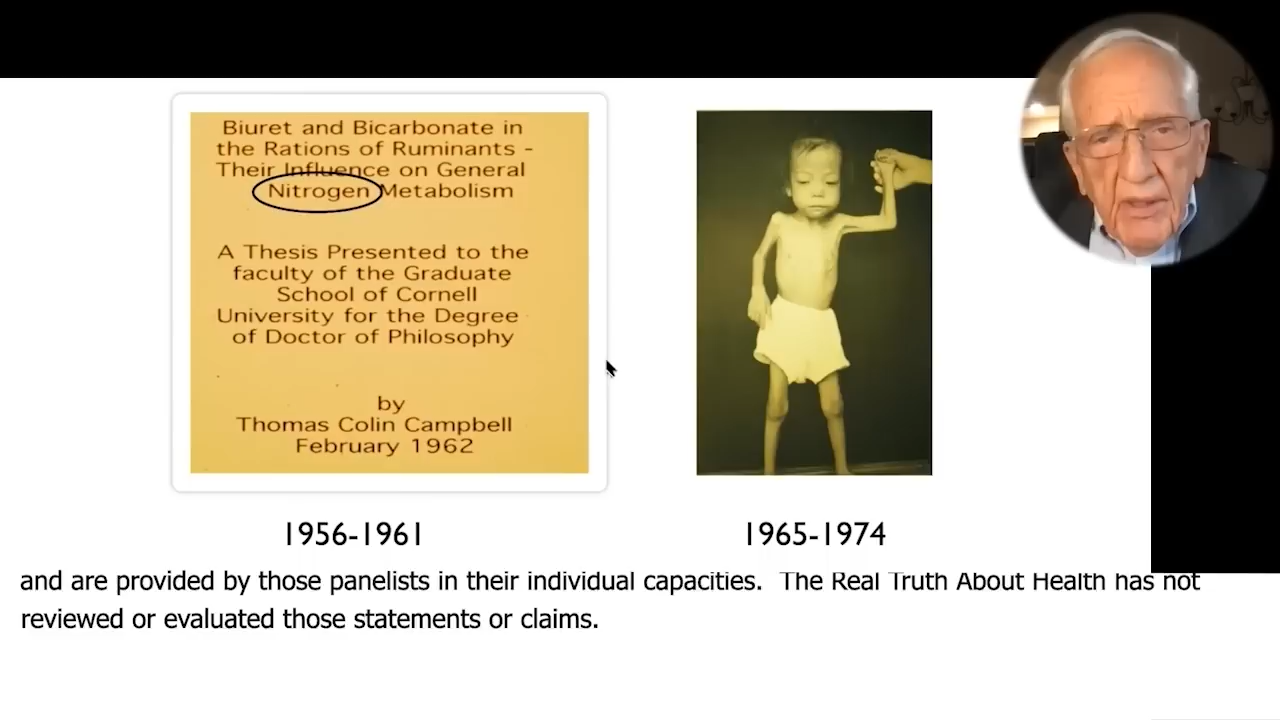 Biuret and Bicarbonate in
the Rations of Ruminants -
Their Influence on General
Nitrogen Metabolism
A Thesis Presented to the
faculty of the Graduate
School of Cornell
University for the Degree
of Doctor of Philosophy
by
Thomas Colin Campbell
February 1962
1956-1961
1965-1974
and are provided by those panelists in their individual capacities.  The Real Truth About Health has not
reviewed or evaluated those statements or claims.